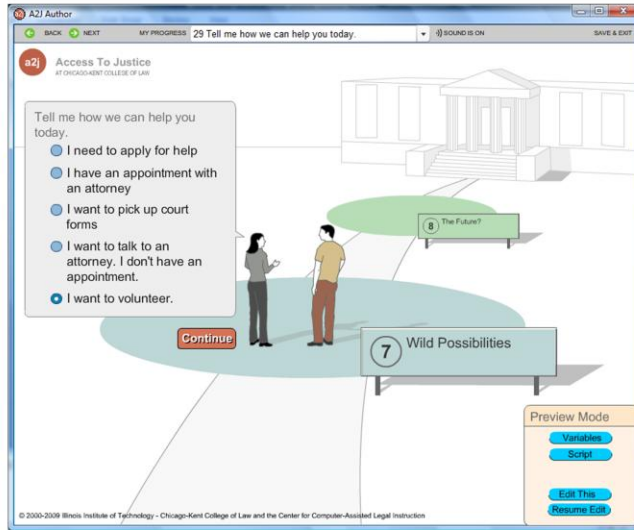 A2J Author
BACK NEXT MY PROGRESS 29 Tell me how we can help you today. SOUND IS ON SAVE & EXIT
a2j Access To Justice
AT CHICAGO-KENT COLLEGE OF LAW
Tell me how we can help you
today.
I need to apply for help
I have an appointment with
an attorney
I want to pick up court
forms
I want to talk to an
attorney. I don't have an
appointment.
I want to volunteer.
Continue
8 The Future?
7 Wild Possibilities
Preview Mode
Variables
Script
Edit This
Resume Edit
© 2000-2009 Illinois Institute of Technology - Chicago-Kent College of Law and the Center for Computer-Assisted Legal Instruction